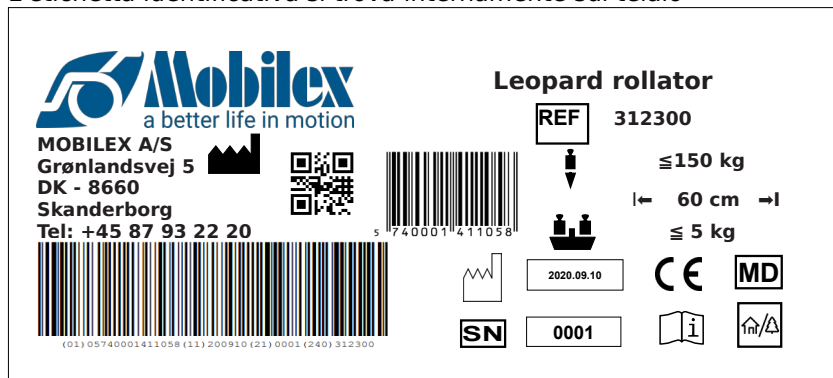 L'etichetta identificativa si trova internamente sul telaio
Mobilex
a better life in motion
MOBILEX A/S
Grønlandsvej 5
DK - 8660
Skanderborg
Tel: +45 87 93 22 20
(01)05740001411058(11)200910(21)0001(240)312300
5 740001 411058
Leopard rollator
REF 312300
≦150 kg
60 cm
≦ 5 kg
2020.09.10
CE MD
SN 0001
i